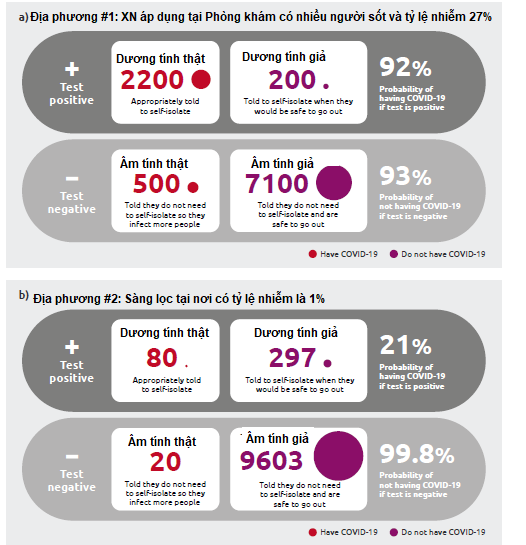 a) Địa phương #1: XN áp dụng tại Phòng khám có nhiều người sốt và tỷ lệ nhiễm 27%
+
Test
positive
Dương tính thật
2200
Appropriately told
to self-isolate
Dương tính giả
200
Told to self-isolate when they
would be safe to go out
92%
Probability of
having COVID-19
if test is positive
–
Test
negative
Âm tính thật
500
Told they do not need
to self-isolate so they
infect more people
Âm tính giả
7100
Told they do not need
to self-isolate and are
safe to go out
93%
Probability of
not having COVID-19
if test is negative
Have COVID-19 Do not have COVID-19
b) Địa phương #2: Sàng lọc tại nơi có tỷ lệ nhiễm là 1%
+
Test
positive
Dương tính thật
80
Appropriately told
to self-isolate
Dương tính giả
297
Told to self-isolate when they
would be safe to go out
21%
Probability of
having COVID-19
if test is positive
–
Test
negative
Âm tính thật
20
Told they do not need
to self-isolate so they
infect more people
Âm tính giả
9603
Told they do not need
to self-isolate and are
safe to go out
99.8%
Probability of
not having COVID-19
if test is negative
Have COVID-19 Do not have COVID-19